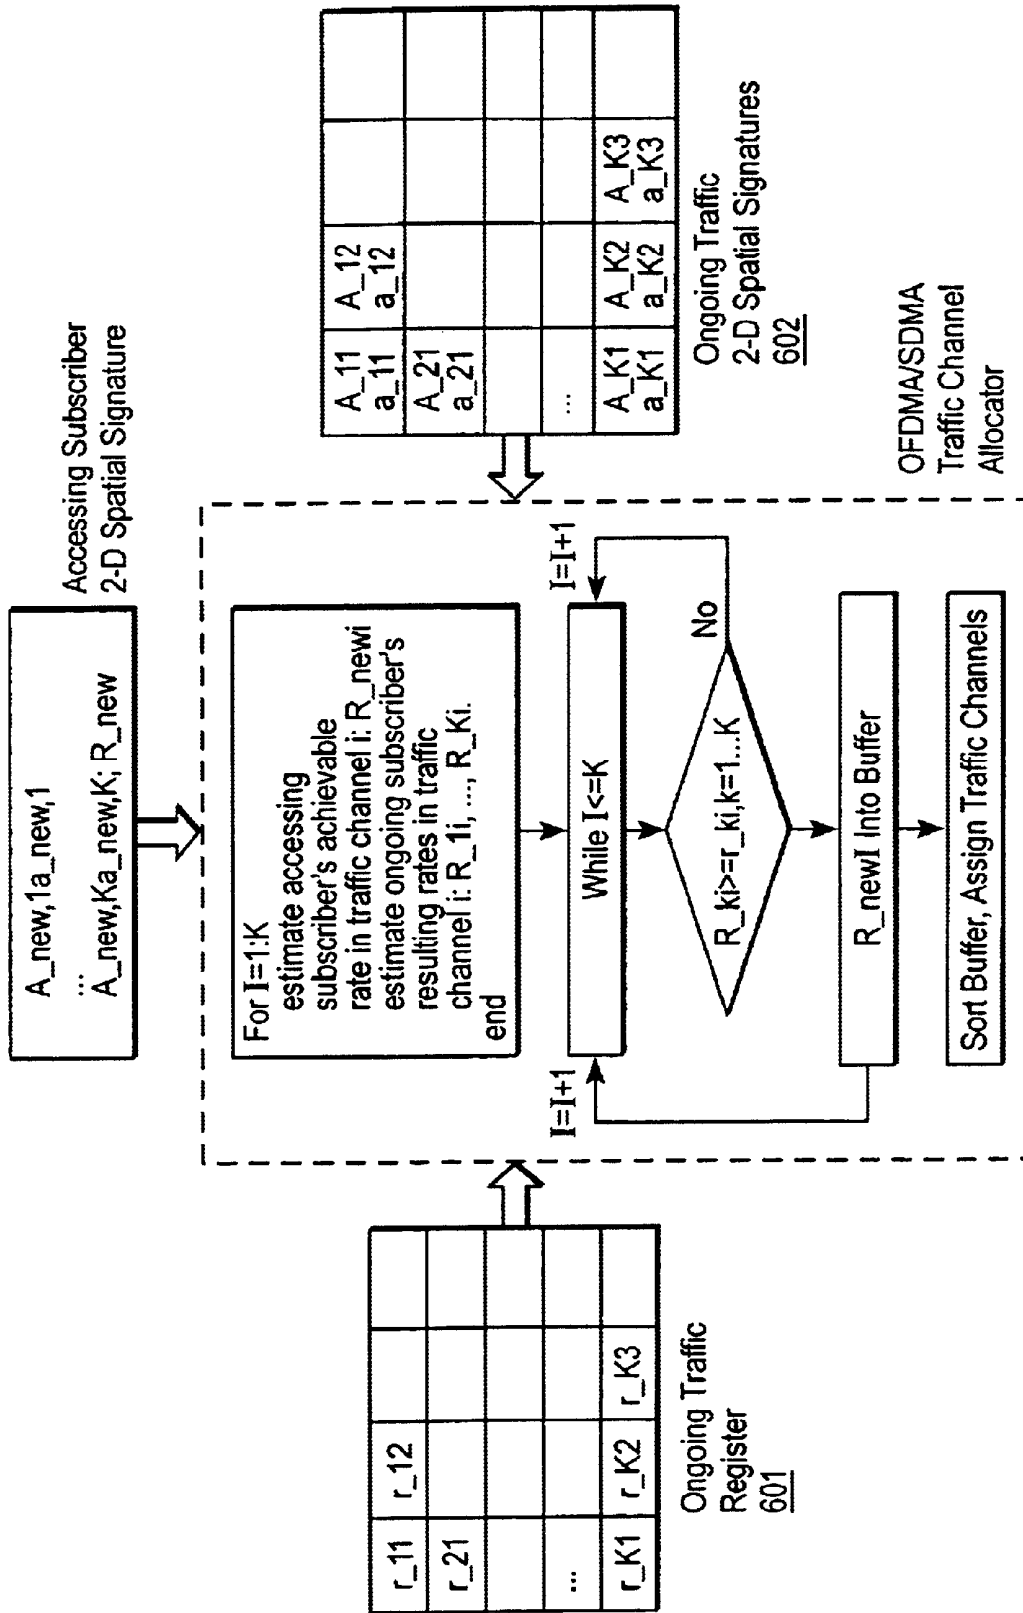 Accessing Subscriber
2-D Spatial Signature
A_new,1a_new,1
...
A_new,Ka_new,K; R_new
r_11 r_12
r_21
...
r_K1 r_K2 r_K3
Ongoing Traffic
Register
601
For I=1:K
estimate accessing
subscriber's achievable
rate in traffic channel i: R_newi
estimate ongoing subscriber's
resulting rates in traffic
channel i: R_1i, ..., R_Ki.
end
I=I+1
While I<=K
I=I+1
R_ki>=r_ki,k=1...K
No
R_newI Into Buffer
Sort Buffer, Assign Traffic Channels
A_11 A_12
a_11 a_12
A_21
a_21
...
A_K1 A_K2 A_K3
a_K1 a_K2 a_K3
Ongoing Traffic
2-D Spatial Signatures
602
OFDMA/SDMA
Traffic Channel
Allocator